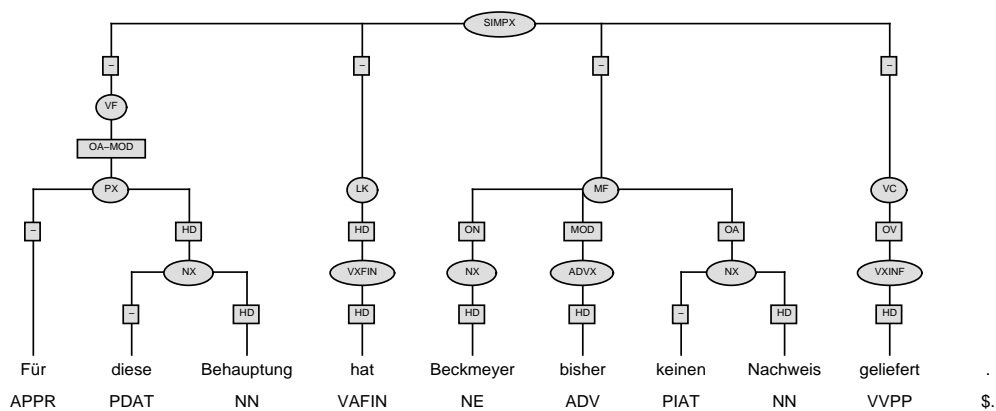 SIMPX
– – – –
VF
OA–MOD
PX LK MF VC
– HD HD ON MOD OA OV
NX VXFIN NX ADVX NX VXINF
– HD HD HD HD – HD HD
Für diese Behauptung hat Beckmeyer bisher keinen Nachweis geliefert .
APPR PDAT NN VAFIN NE ADV PIAT NN VVPP $.